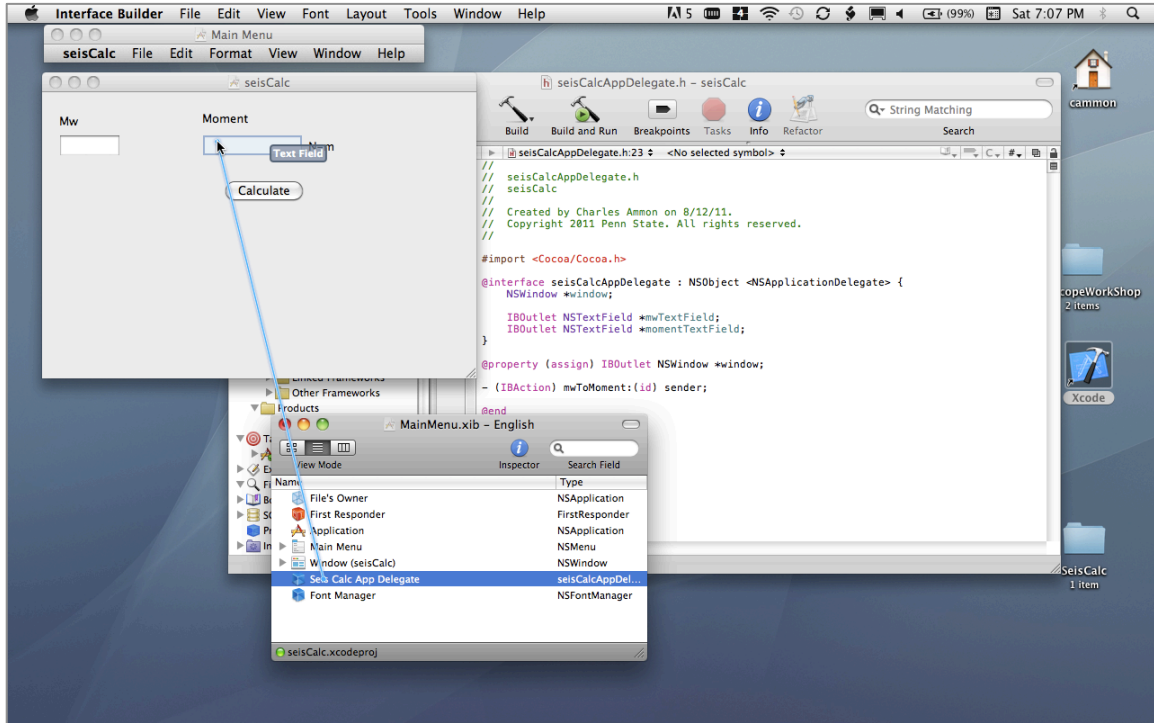 Interface Builder File Edit View Font Layout Tools Window Help 5 4 (99%) Sat 7:07 PM
Main Menu
seisCalc File Edit Format View Window Help
seisCalc
Mw
Moment
Text Field
Calculate
seisCalcAppDelegate.h - seisCalc
Build Build and Run Breakpoints Tasks Info Refactor
String Matching
Search
seisCalcAppDelegate.h:23 <No selected symbol>
C, #,
//
// seisCalcAppDelegate.h
// seisCalc
//
// Created by Charles Ammon on 8/12/11.
// Copyright 2011 Penn State. All rights reserved.
//
#import <Cocoa/Cocoa.h>
@interface seisCalcAppDelegate : NSObject <NSApplicationDelegate> {
NSWindow *window;
IBOutlet NSTextField *mwTextField;
IBOutlet NSTextField *momentTextField;
}
@property (assign) IBOutlet NSWindow *window;
- (IBAction) mwToMoment:(id) sender;
@end
Linked Frameworks
Other Frameworks
Products
MainMenu.xib - English
View Mode Inspector Search Field
Name Type
File's Owner NSApplication
First Responder FirstResponder
Application NSApplication
Main Menu NSMenu
Window (seisCalc) NSWindow
Seis Calc App Delegate seisCalcAppDel...
Font Manager NSFontManager
seisCalc.xcodeproj
cammon
copeWorkShop
2 items
Xcode
SeisCalc
1 item